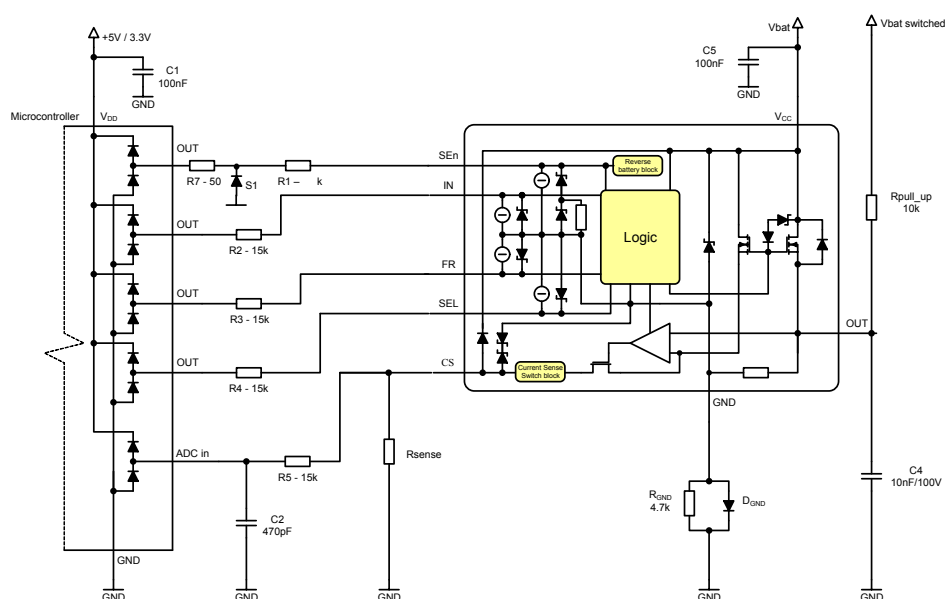 +5V / 3.3V
Vbat
Vbat switched
C1
100nF
GND
C5
100nF
GND
Microcontroller
VDD
VCC
OUT
R7 - 50
S1
R1 – k
SEn
Reverse
battery block
IN
OUT
R2 - 15k
Logic
Rpull_up
10k
FR
OUT
R3 - 15k
SEL
OUT
R4 - 15k
OUT
CS
Current Sense
Switch block
GND
ADC in
R5 - 15k
Rsense
C2
470pF
RGND
4.7k
DGND
C4
10nF/100V
GND
GND
GND
GND
GND
GND